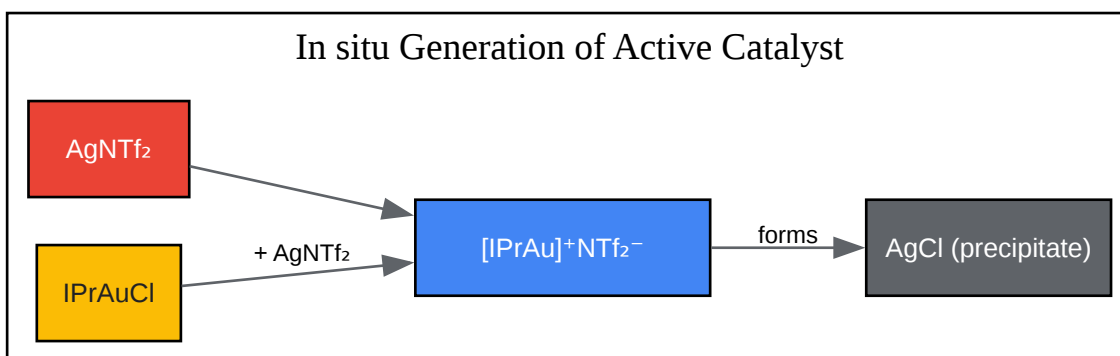 In situ Generation of Active Catalyst
AgNTf₂
+ AgNTf₂
IPrAuCl
[IPrAu]⁺NTf₂⁻
forms
AgCl (precipitate)